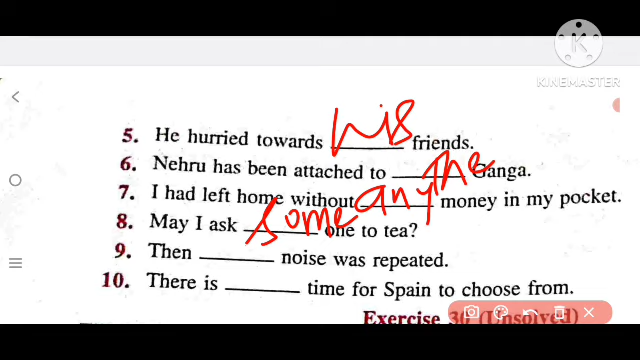 KINEMASTER
5. He hurried towards his friends.
6. Nehru has been attached to the Ganga.
7. I had left home without any money in my pocket.
8. May I ask some one to tea?
9. Then ______ noise was repeated.
10. There is ______ time for Spain to choose from.
Exercise 30 (Unsolved)